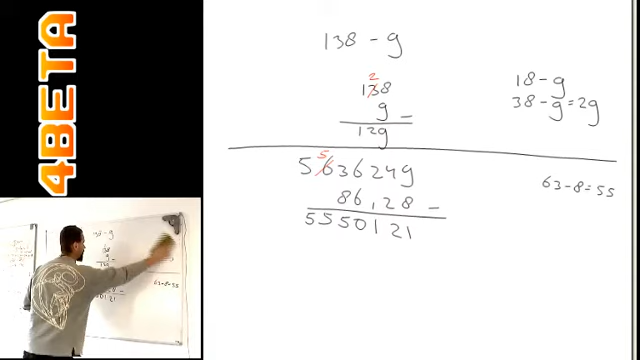 4BETA
138 - 9
2
138
9 -
129
18 - 9
38 - 9 = 29
5
5636249
86,128 -
5550121
63 - 8 = 55